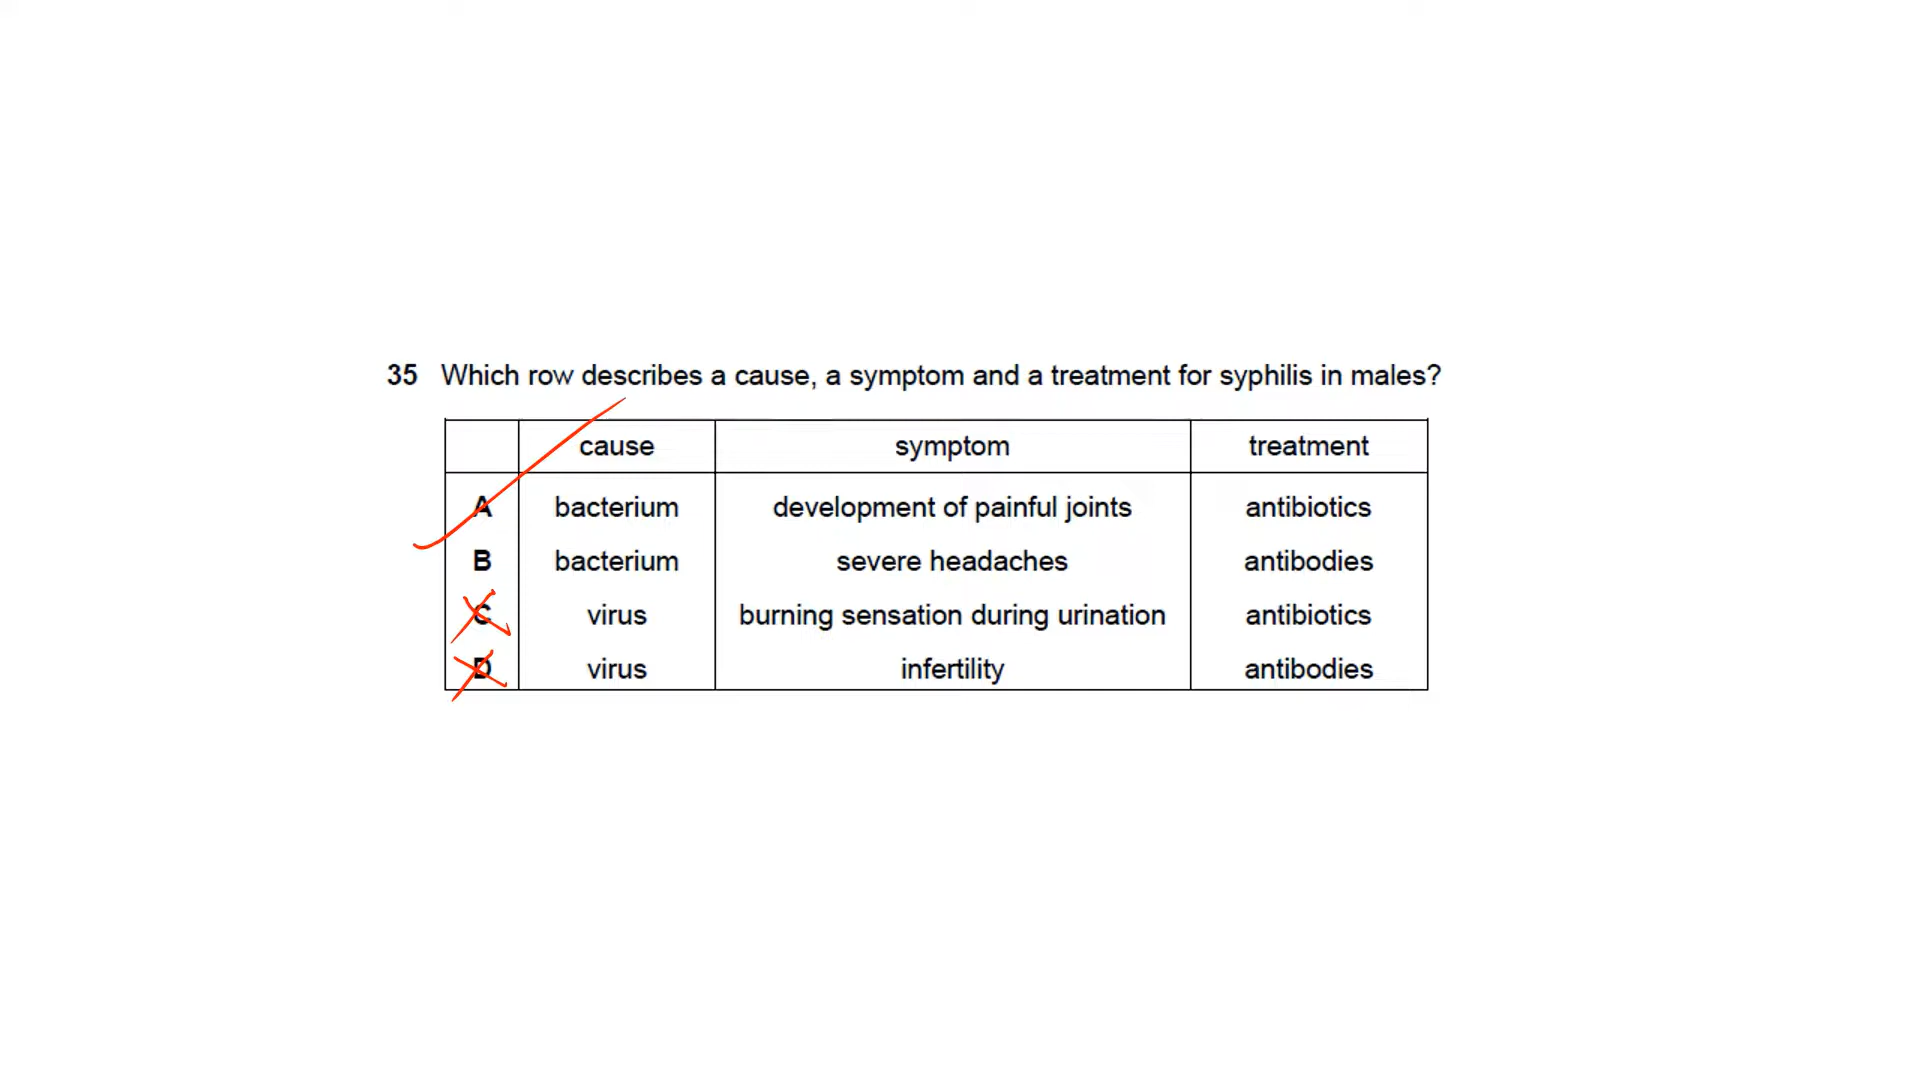 35 Which row describes a cause, a symptom and a treatment for syphilis in males?
cause symptom treatment
A bacterium development of painful joints antibiotics
B bacterium severe headaches antibodies
C virus burning sensation during urination antibiotics
D virus infertility antibodies